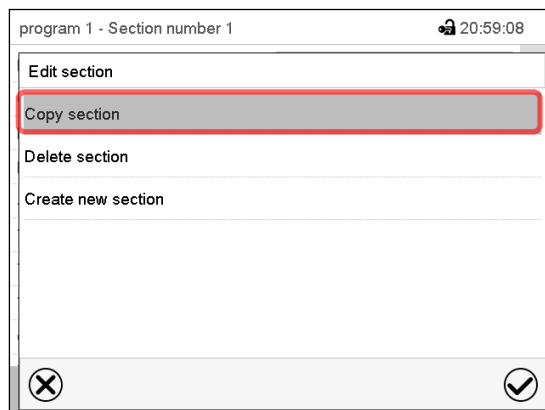 program 1 - Section number 1 20:59:08
Edit section
Copy section
Delete section
Create new section